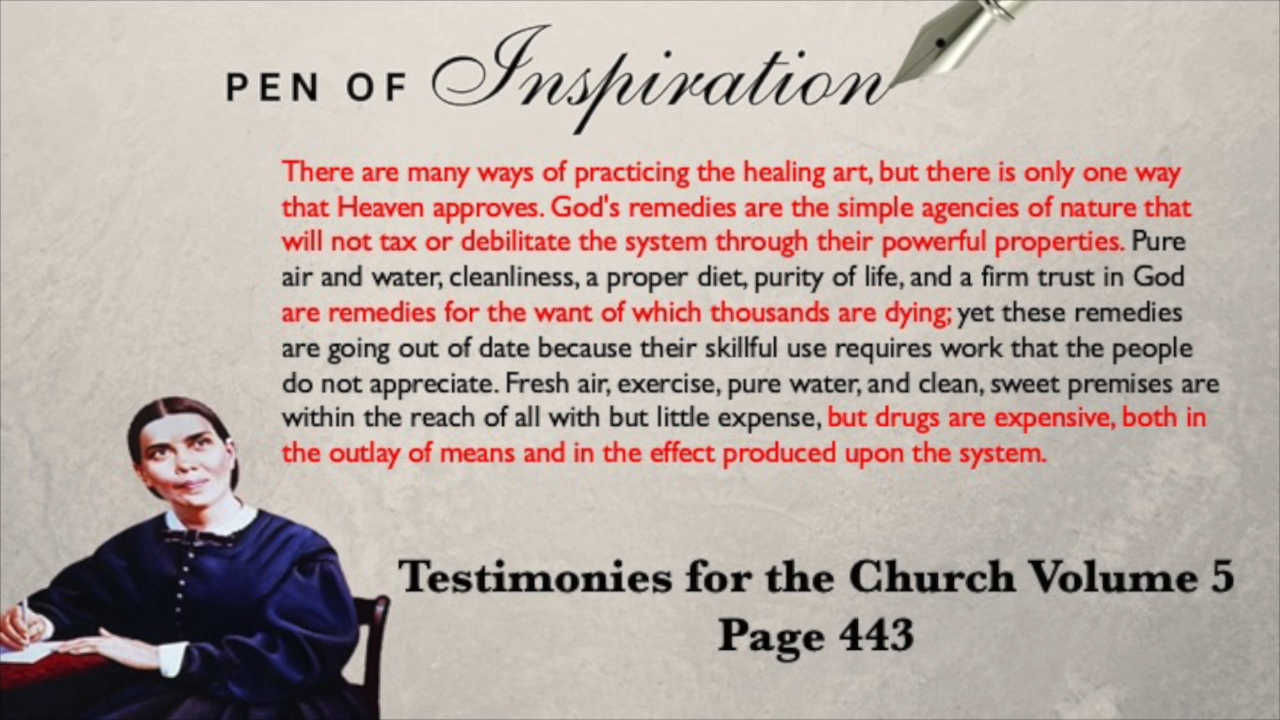 PEN OF Inspiration
There are many ways of practicing the healing art, but there is only one way
that Heaven approves. God's remedies are the simple agencies of nature that
will not tax or debilitate the system through their powerful properties. Pure
air and water, cleanliness, a proper diet, purity of life, and a firm trust in God
are remedies for the want of which thousands are dying; yet these remedies
are going out of date because their skillful use requires work that the people
do not appreciate. Fresh air, exercise, pure water, and clean, sweet premises are
within the reach of all with but little expense, but drugs are expensive, both in
the outlay of means and in the effect produced upon the system.
Testimonies for the Church Volume 5
Page 443